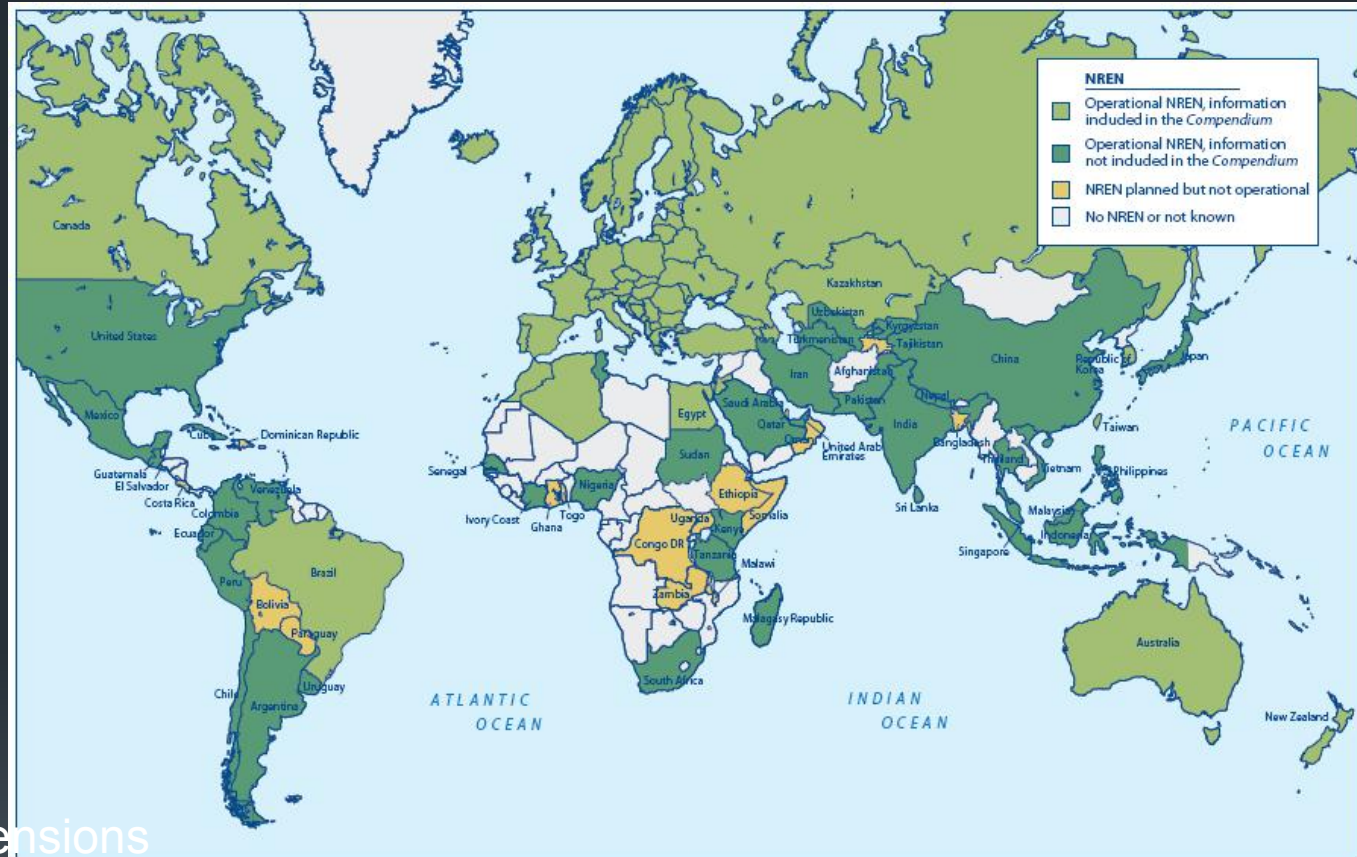 NREN
Operational NREN, information
included in the Compendium
Operational NREN, information
not included in the Compendium
NREN planned but not operational
No NREN or not known
Canada
United States
Mexico
Cuba
Dominican Republic
Guatemala
El Salvador
Costa Rica
Venezuela
Colombia
Ecuador
Peru
Brazil
Bolivia
Paraguay
Chile
Uruguay
Argentina
ATLANTIC
OCEAN
Senegal
Ivory Coast
Ghana
Togo
Nigeria
Egypt
Sudan
Ethiopia
Somalia
Uganda
Kenya
Congo DR
Tanzania
Malawi
Zambia
Malagasy Republic
South Africa
Kazakhstan
Uzbekistan
Kyrgyzstan
Turkmenistan
Tajikistan
Iran
Afghanistan
Pakistan
Saudi Arabia
Qatar
Oman
United Arab
Emirates
Nepal
India
Bangladesh
Sri Lanka
China
Republic of
Korea
Japan
Taiwan
Thailand
Vietnam
Philippines
Malaysia
Singapore
Indonesia
PACIFIC
OCEAN
INDIAN
OCEAN
Australia
New Zealand
ensions